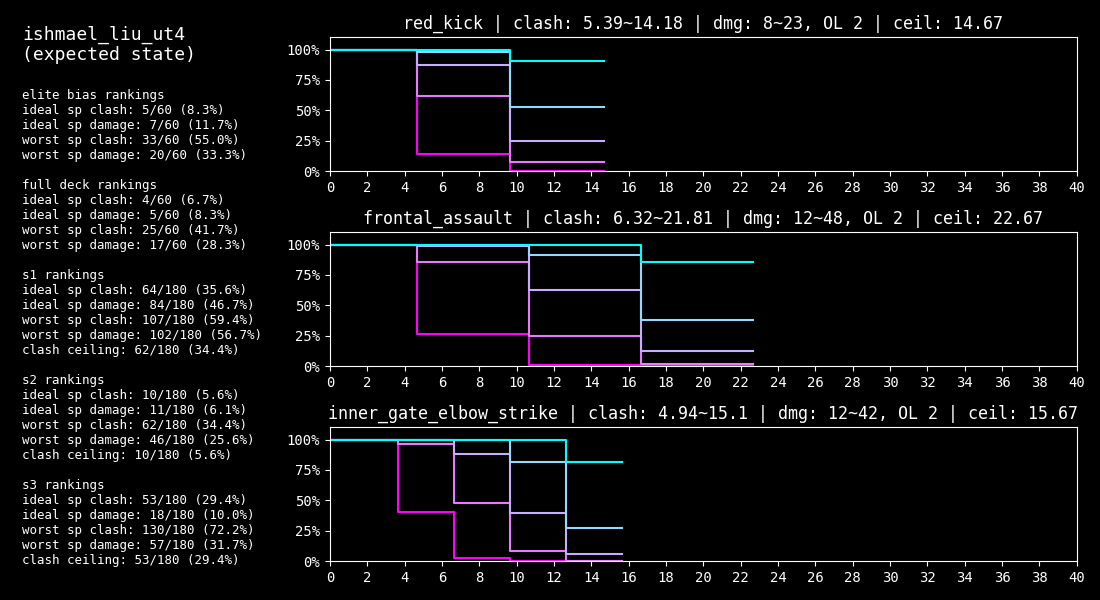 ishmael_liu_ut4
(expected state)
elite bias rankings
ideal sp clash: 5/60 (8.3%)
ideal sp damage: 7/60 (11.7%)
worst sp clash: 33/60 (55.0%)
worst sp damage: 20/60 (33.3%)
full deck rankings
ideal sp clash: 4/60 (6.7%)
ideal sp damage: 5/60 (8.3%)
worst sp clash: 25/60 (41.7%)
worst sp damage: 17/60 (28.3%)
s1 rankings
ideal sp clash: 64/180 (35.6%)
ideal sp damage: 84/180 (46.7%)
worst sp clash: 107/180 (59.4%)
worst sp damage: 102/180 (56.7%)
clash ceiling: 62/180 (34.4%)
s2 rankings
ideal sp clash: 10/180 (5.6%)
ideal sp damage: 11/180 (6.1%)
worst sp clash: 62/180 (34.4%)
worst sp damage: 46/180 (25.6%)
clash ceiling: 10/180 (5.6%)
s3 rankings
ideal sp clash: 53/180 (29.4%)
ideal sp damage: 18/180 (10.0%)
worst sp clash: 130/180 (72.2%)
worst sp damage: 57/180 (31.7%)
clash ceiling: 53/180 (29.4%)
red_kick | clash: 5.39~14.18 | dmg: 8~23, OL 2 | ceil: 14.67
100%
75%
50%
25%
0%
0 2 4 6 8 10 12 14 16 18 20 22 24 26 28 30 32 34 36 38 40
frontal_assault | clash: 6.32~21.81 | dmg: 12~48, OL 2 | ceil: 22.67
100%
75%
50%
25%
0%
0 2 4 6 8 10 12 14 16 18 20 22 24 26 28 30 32 34 36 38 40
inner_gate_elbow_strike | clash: 4.94~15.1 | dmg: 12~42, OL 2 | ceil: 15.67
100%
75%
50%
25%
0%
0 2 4 6 8 10 12 14 16 18 20 22 24 26 28 30 32 34 36 38 40